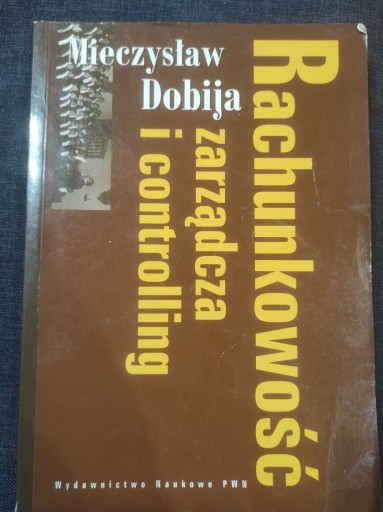 Mieczysław
Dobija
Rachunkowość
zarządcza
i controlling
Wydawnictwo Naukowe PWN